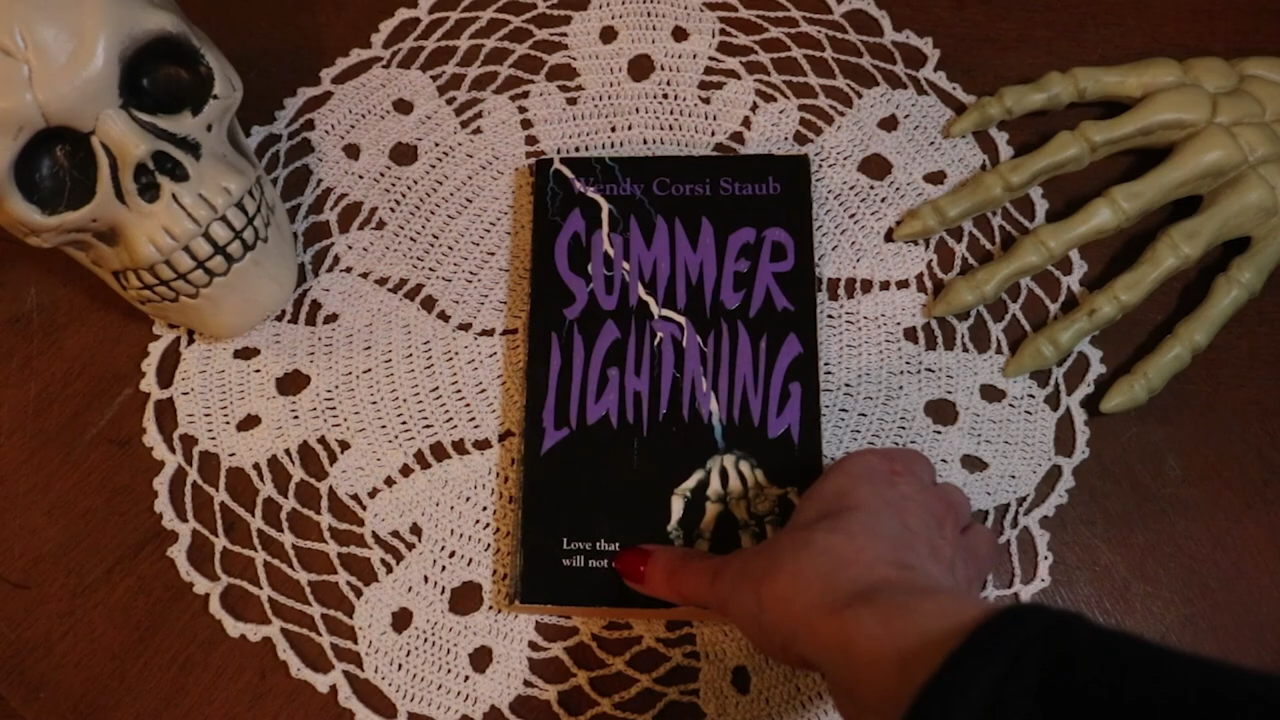 Wendy Corsi Staub
SUMMER
LIGHTNING
Love that
will not